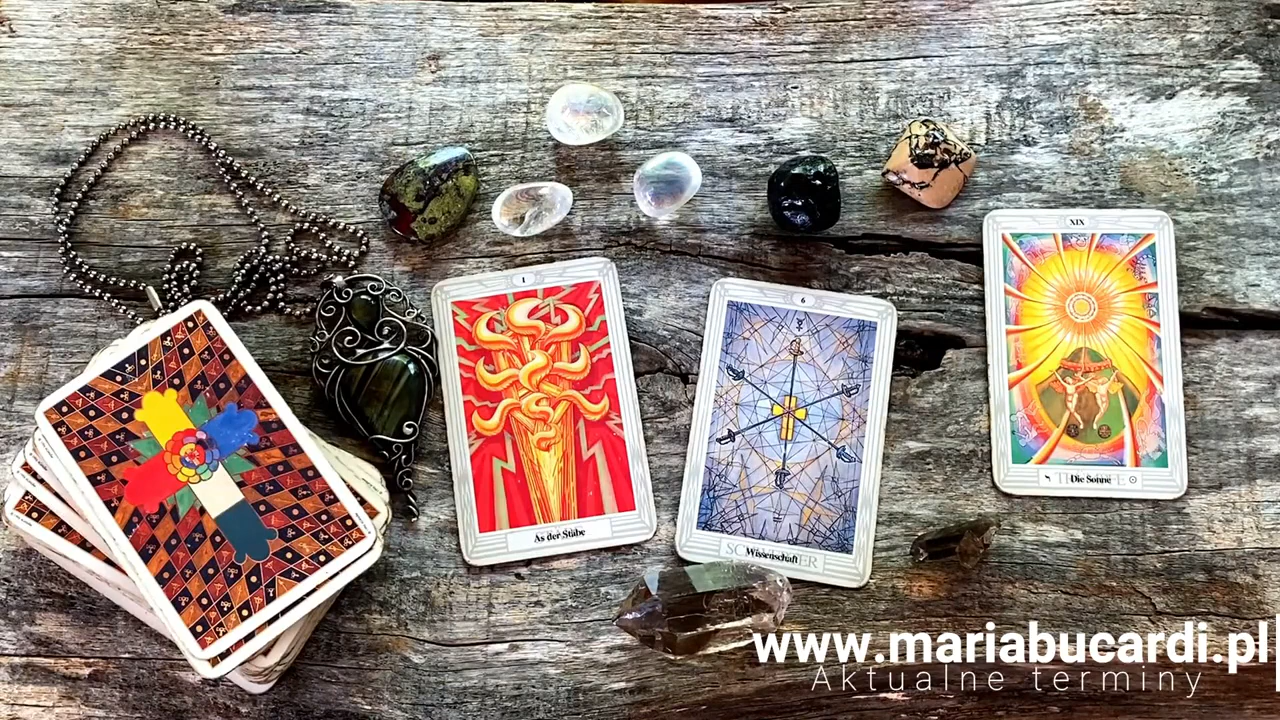 I
As der Stäbe
6
Wissenschaft
XIX
Die Sonne
www.mariabucardi.pl
Aktualne terminy